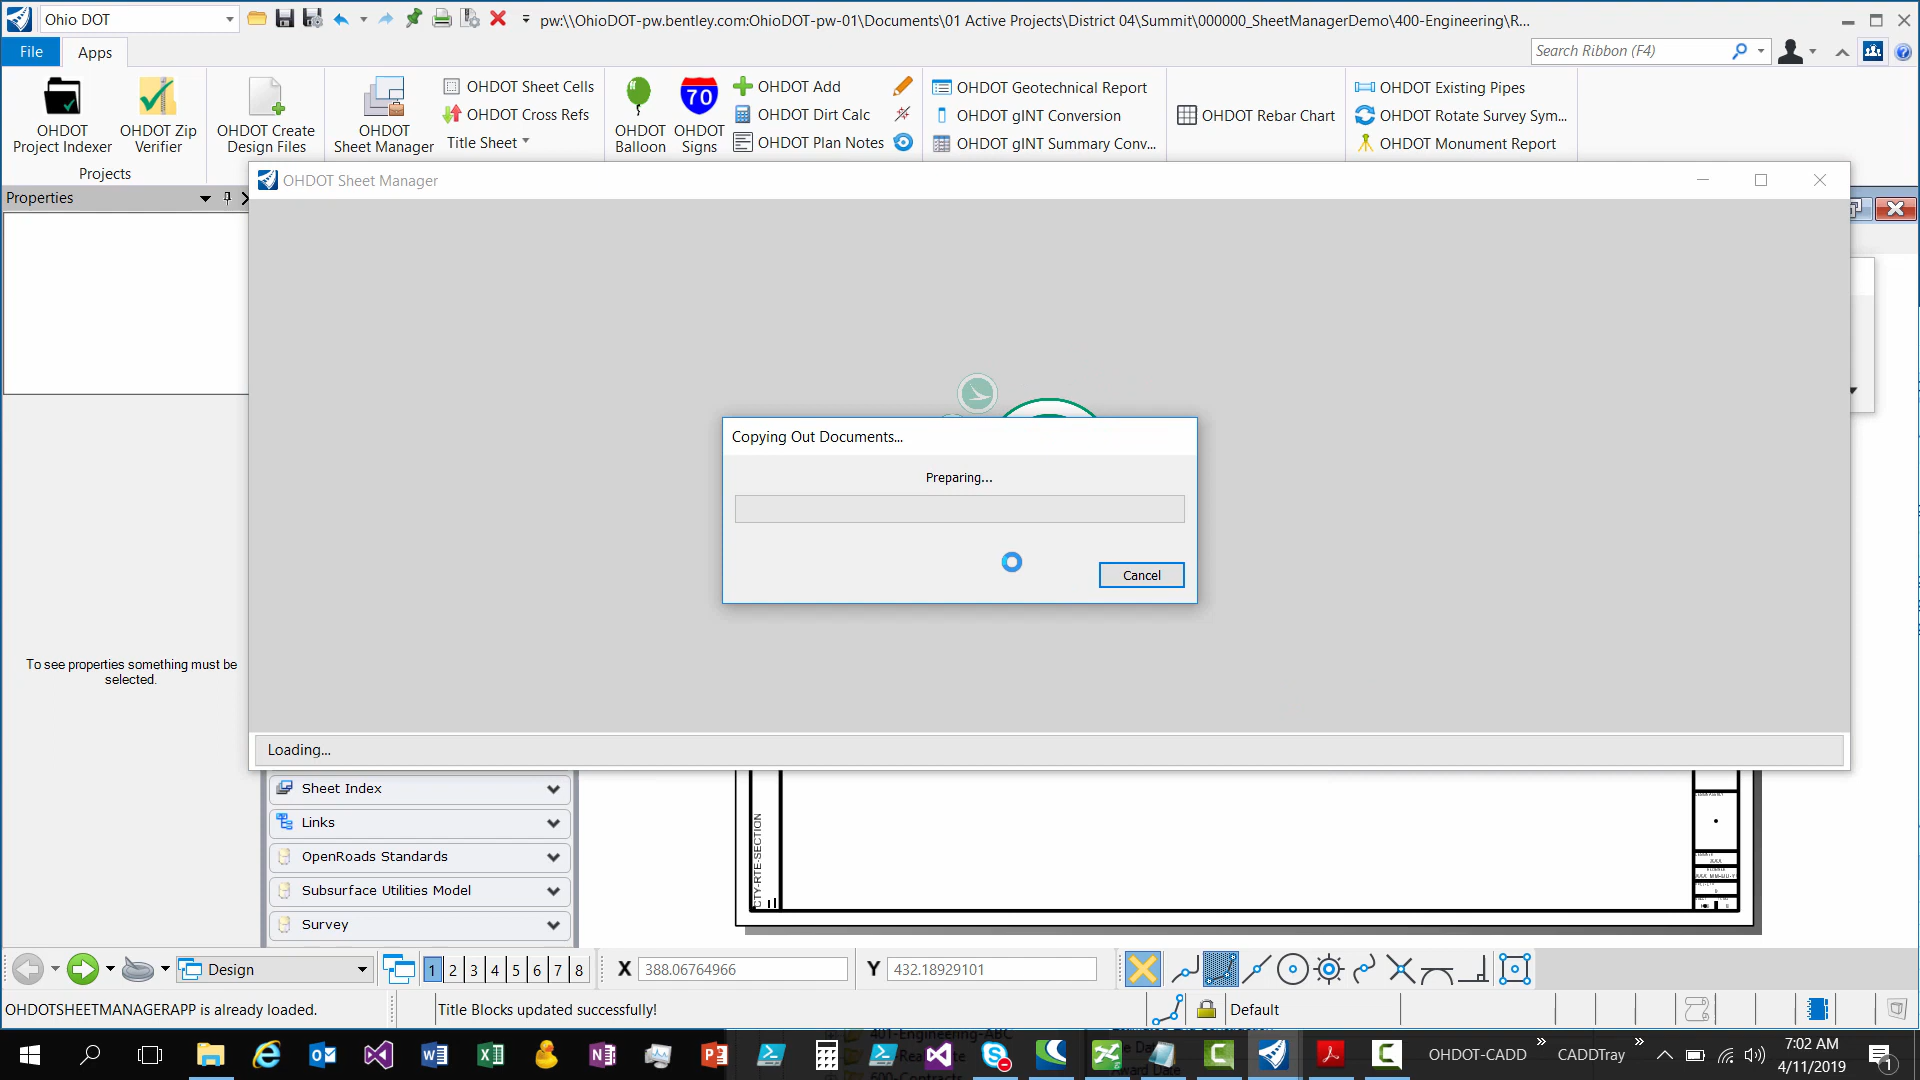 Ohio DOT
pw:\\OhioDOT-pw.bentley.com:OhioDOT-pw-01\Documents\01 Active Projects\District 04\Summit\000000_SheetManagerDemo\400-Engineering\R...
File
Apps
Search Ribbon (F4)
OHDOT
Project Indexer
OHDOT Zip
Verifier
Projects
OHDOT Create
Design Files
OHDOT
Sheet Manager
OHDOT Sheet Cells
OHDOT Cross Refs
Title Sheet
OHDOT
Balloon
70
OHDOT
Signs
OHDOT Add
OHDOT Dirt Calc
OHDOT Plan Notes
OHDOT Geotechnical Report
OHDOT gINT Conversion
OHDOT gINT Summary Conv...
OHDOT Rebar Chart
OHDOT Existing Pipes
OHDOT Rotate Survey Sym...
OHDOT Monument Report
Properties
OHDOT Sheet Manager
Copying Out Documents...
Preparing...
Cancel
To see properties something must be
selected.
Loading...
Sheet Index
Links
OpenRoads Standards
Subsurface Utilities Model
Survey
CTY-RTE-SECTION
Design
1 2 3 4 5 6 7 8
X 388.06764966
Y 432.18929101
OHDOTSHEETMANAGERAPP is already loaded.
Title Blocks updated successfully!
Default
401-Engineering-ABC
OHDOT-CADD
CADDTray
7:02 AM
4/11/2019
1